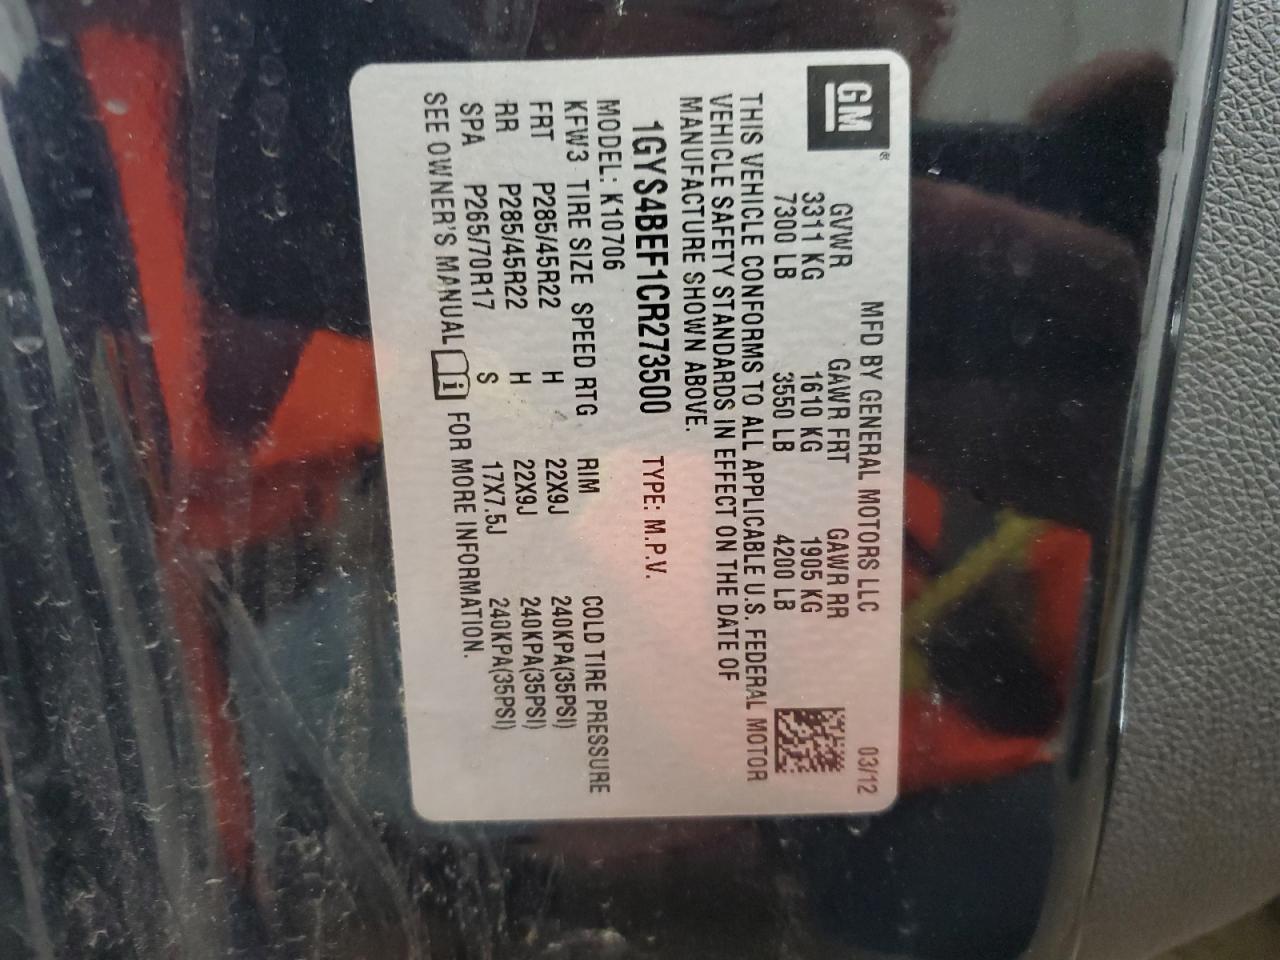 GM®
MFD BY GENERAL MOTORS LLC 03/12
GVWR GAWR FRT GAWR RR
3311 KG 1610 KG 1905 KG
7300 LB 3550 LB 4200 LB
THIS VEHICLE CONFORMS TO ALL APPLICABLE U.S. FEDERAL MOTOR
VEHICLE SAFETY STANDARDS IN EFFECT ON THE DATE OF
MANUFACTURE SHOWN ABOVE.
1GYS4BEF1CR273500 TYPE: M.P.V.
MODEL: K10706
KFW3 TIRE SIZE SPEED RTG RIM COLD TIRE PRESSURE
FRT P285/45R22 H 22X9J 240KPA(35PSI)
RR P285/45R22 H 22X9J 240KPA(35PSI)
SPA P265/70R17 S 17X7.5J 240KPA(35PSI)
SEE OWNER'S MANUAL i FOR MORE INFORMATION.